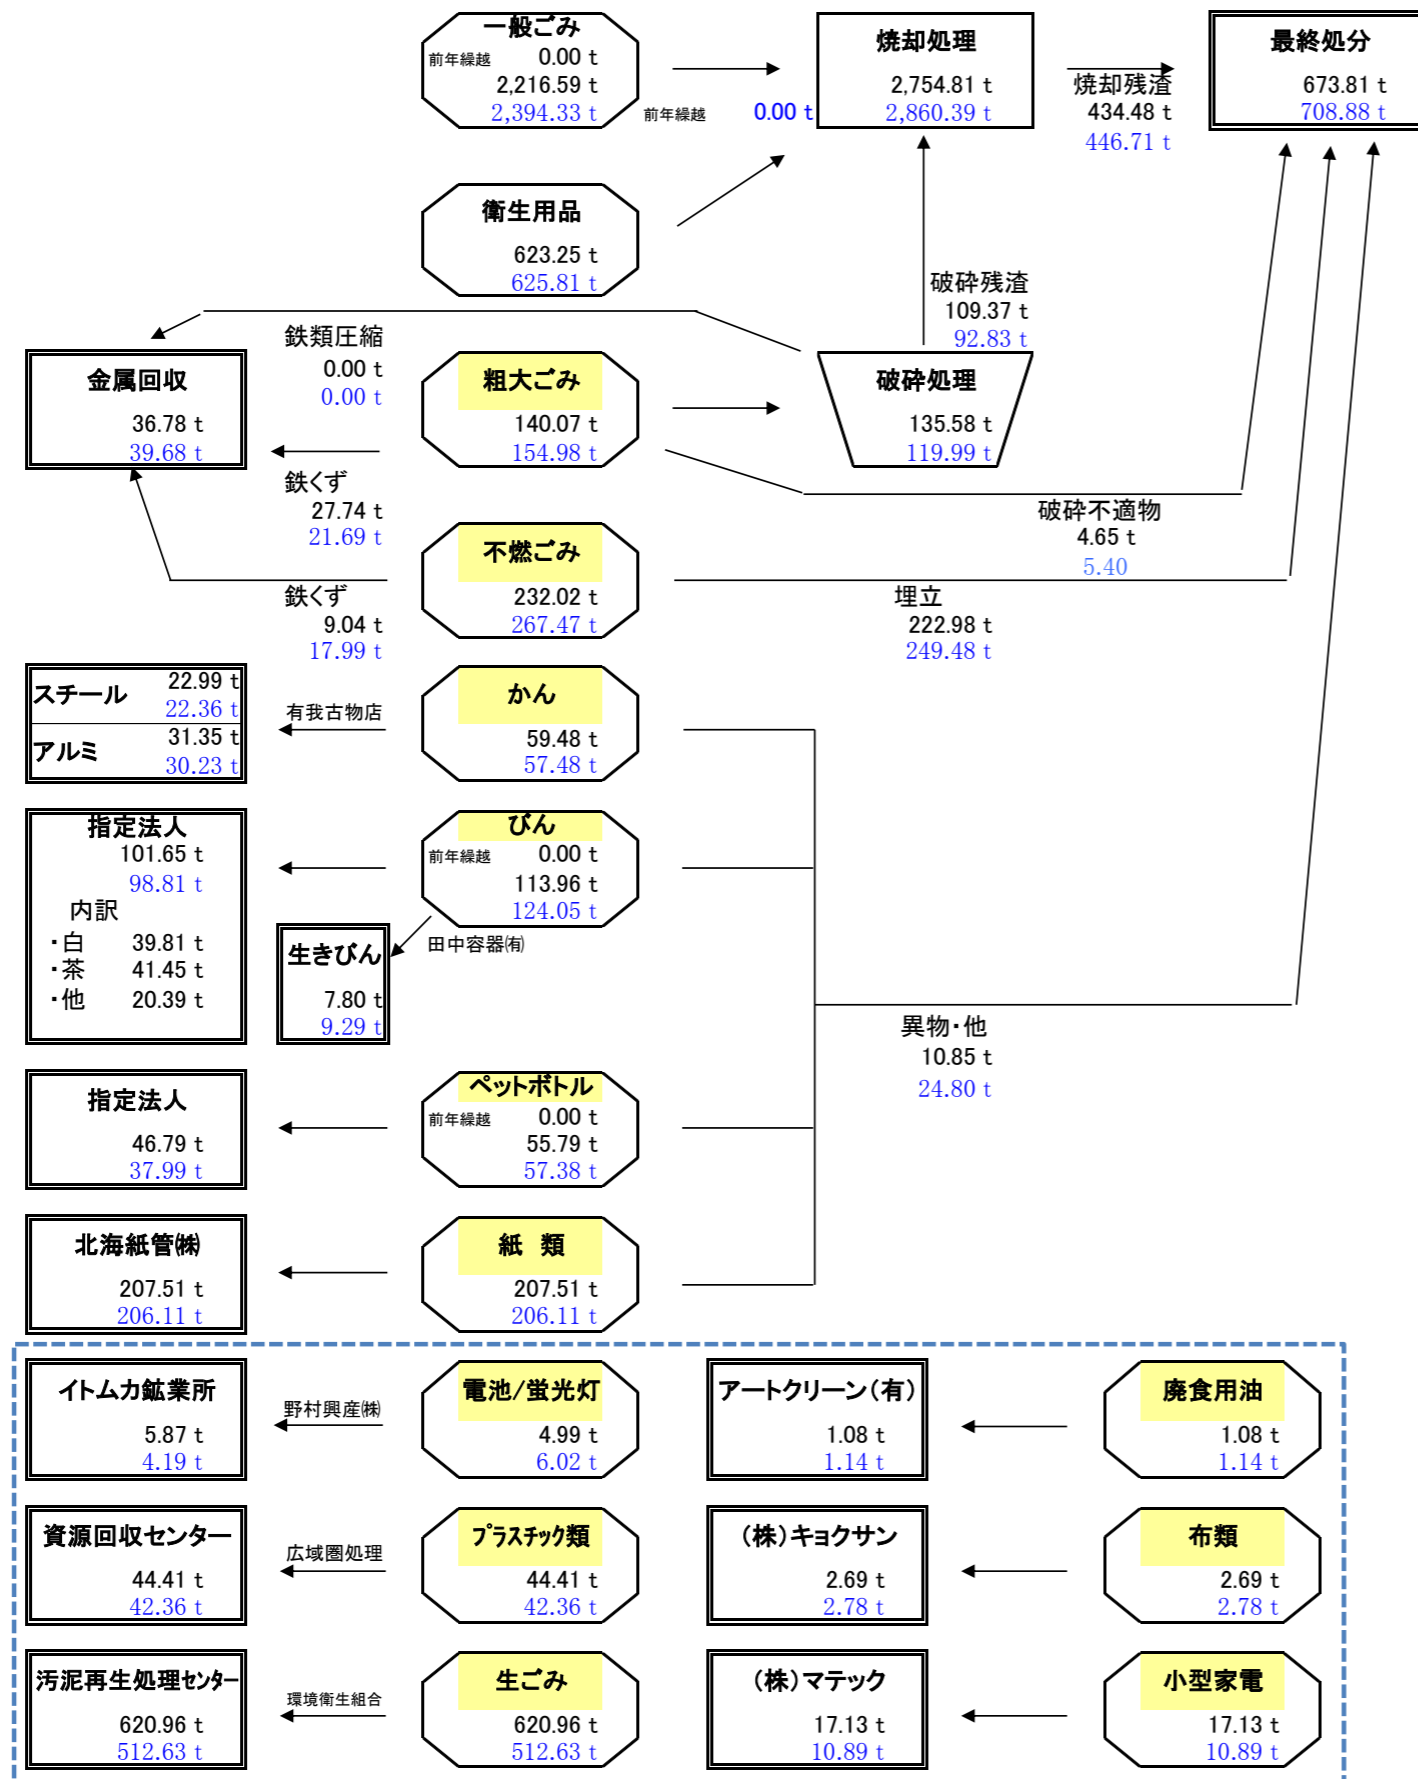 一般ごみ
前年繰越 0.00 t
2,216.59 t
2,394.33 t
前年繰越 0.00 t
焼却処理
2,754.81 t
2,860.39 t
焼却残渣
434.48 t
446.71 t
最終処分
673.81 t
708.88 t
衛生用品
623.25 t
625.81 t
破砕残渣
109.37 t
92.83 t
鉄類圧縮
0.00 t
0.00 t
金属回収
36.78 t
39.68 t
粗大ごみ
140.07 t
154.98 t
破砕処理
135.58 t
119.99 t
鉄くず
27.74 t
21.69 t
破砕不適物
4.65 t
5.40
不燃ごみ
232.02 t
267.47 t
鉄くず
9.04 t
17.99 t
埋立
222.98 t
249.48 t
スチール 22.99 t
22.36 t
アルミ 31.35 t
30.23 t
有我古物店
かん
59.48 t
57.48 t
指定法人
101.65 t
98.81 t
内訳
・白 39.81 t
・茶 41.45 t
・他 20.39 t
びん
前年繰越 0.00 t
113.96 t
124.05 t
田中容器㈲
生きびん
7.80 t
9.29 t
異物・他
10.85 t
24.80 t
指定法人
46.79 t
37.99 t
ペットボトル
前年繰越 0.00 t
55.79 t
57.38 t
北海紙管㈱
207.51 t
206.11 t
紙 類
207.51 t
206.11 t
イトムカ鉱業所
5.87 t
4.19 t
野村興産㈱
電池/蛍光灯
4.99 t
6.02 t
アートクリーン（有）
1.08 t
1.14 t
廃食用油
1.08 t
1.14 t
資源回収センター
44.41 t
42.36 t
広域圏処理
プラスチック類
44.41 t
42.36 t
（株）キョクサン
2.69 t
2.78 t
布類
2.69 t
2.78 t
汚泥再生処理センター
620.96 t
512.63 t
環境衛生組合
生ごみ
620.96 t
512.63 t
（株）マテック
17.13 t
10.89 t
小型家電
17.13 t
10.89 t